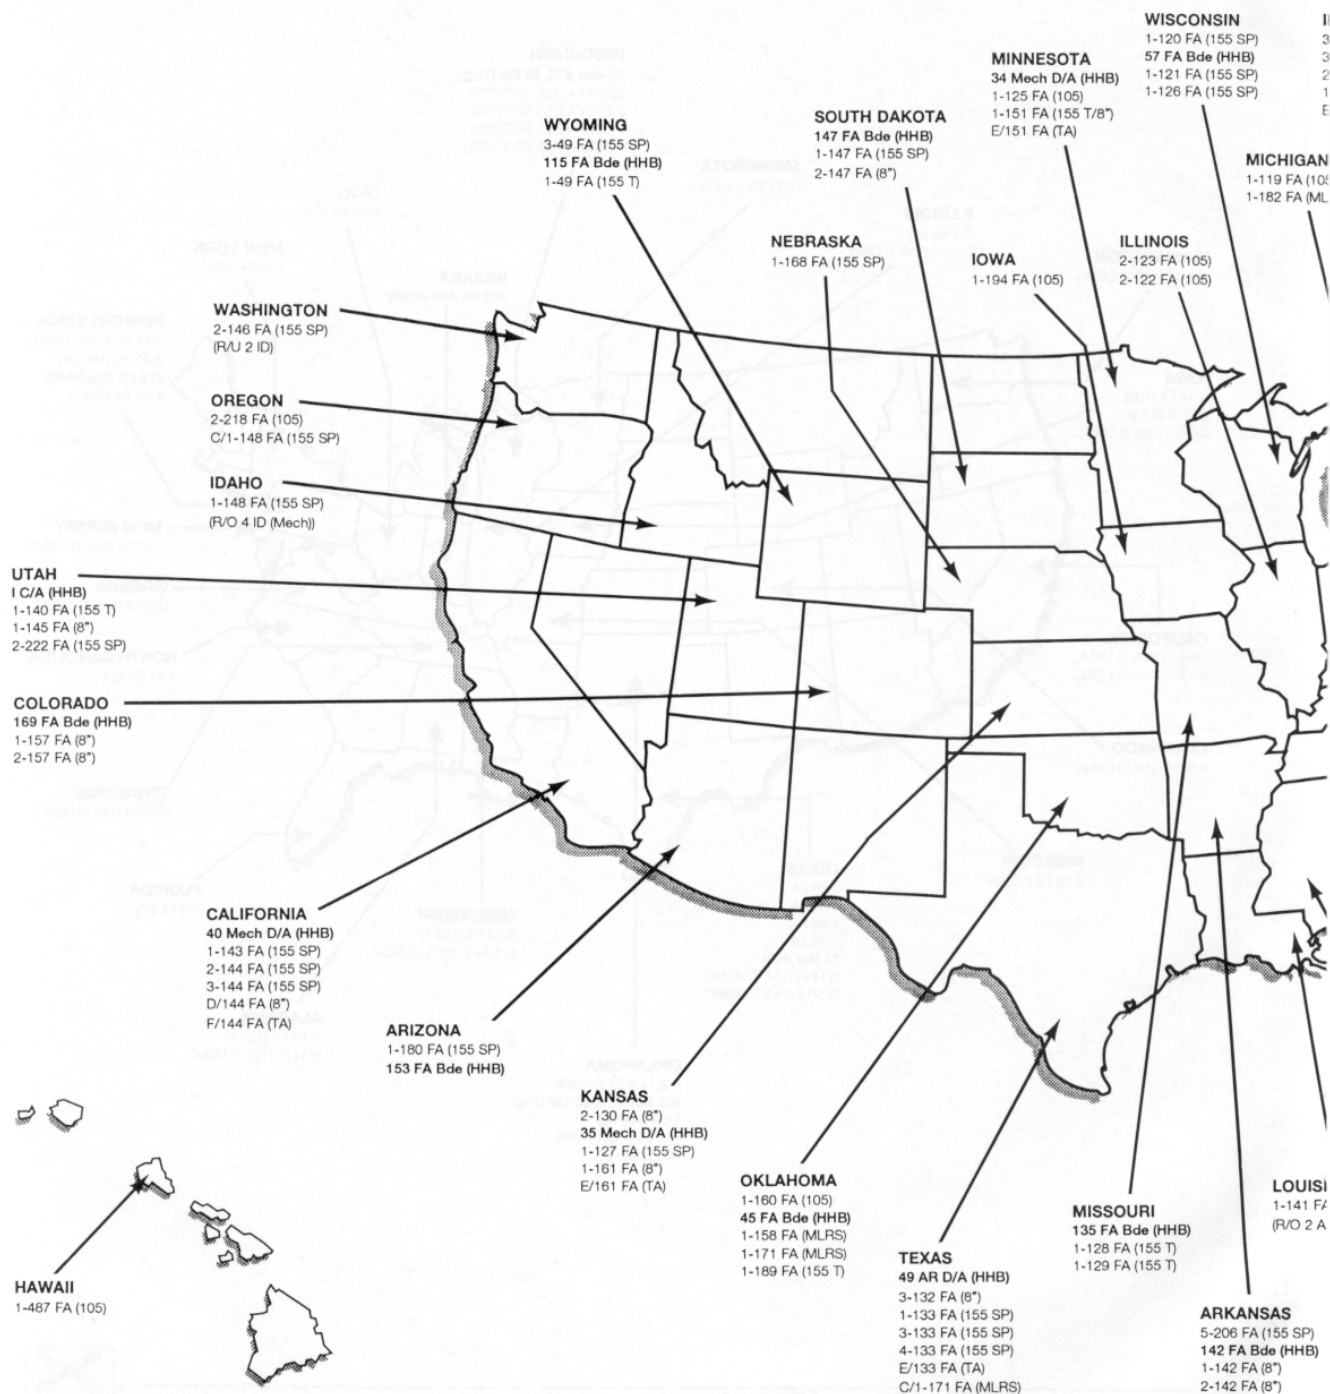 WISCONSIN
1-120 FA (155 SP)
57 FA Bde (HHB)
1-121 FA (155 SP)
1-126 FA (155 SP)
MINNESOTA
34 Mech D/A (HHB)
1-125 FA (105)
1-151 FA (155 T/8")
E/151 FA (TA)
SOUTH DAKOTA
147 FA Bde (HHB)
1-147 FA (155 SP)
2-147 FA (8")
WYOMING
3-49 FA (155 SP)
115 FA Bde (HHB)
1-49 FA (155 T)
MICHIGAN
1-119 FA (105
1-182 FA (ML
NEBRASKA
1-168 FA (155 SP)
IOWA
1-194 FA (105)
ILLINOIS
2-123 FA (105)
2-122 FA (105)
WASHINGTON
2-146 FA (155 SP)
(R/U 2 ID)
OREGON
2-218 FA (105)
C/1-148 FA (155 SP)
IDAHO
1-148 FA (155 SP)
(R/O 4 ID (Mech))
UTAH
I C/A (HHB)
1-140 FA (155 T)
1-145 FA (8")
2-222 FA (155 SP)
COLORADO
169 FA Bde (HHB)
1-157 FA (8")
2-157 FA (8")
CALIFORNIA
40 Mech D/A (HHB)
1-143 FA (155 SP)
2-144 FA (155 SP)
3-144 FA (155 SP)
D/144 FA (8")
F/144 FA (TA)
ARIZONA
1-180 FA (155 SP)
153 FA Bde (HHB)
KANSAS
2-130 FA (8")
35 Mech D/A (HHB)
1-127 FA (155 SP)
1-161 FA (8")
E/161 FA (TA)
OKLAHOMA
1-160 FA (105)
45 FA Bde (HHB)
1-158 FA (MLRS)
1-171 FA (MLRS)
1-189 FA (155 T)
TEXAS
49 AR D/A (HHB)
3-132 FA (8")
1-133 FA (155 SP)
3-133 FA (155 SP)
4-133 FA (155 SP)
E/133 FA (TA)
C/1-171 FA (MLRS)
MISSOURI
135 FA Bde (HHB)
1-128 FA (155 T)
1-129 FA (155 T)
LOUISI
1-141 FA
(R/O 2 A
ARKANSAS
5-206 FA (155 SP)
142 FA Bde (HHB)
1-142 FA (8")
2-142 FA (8")
HAWAII
1-487 FA (105)